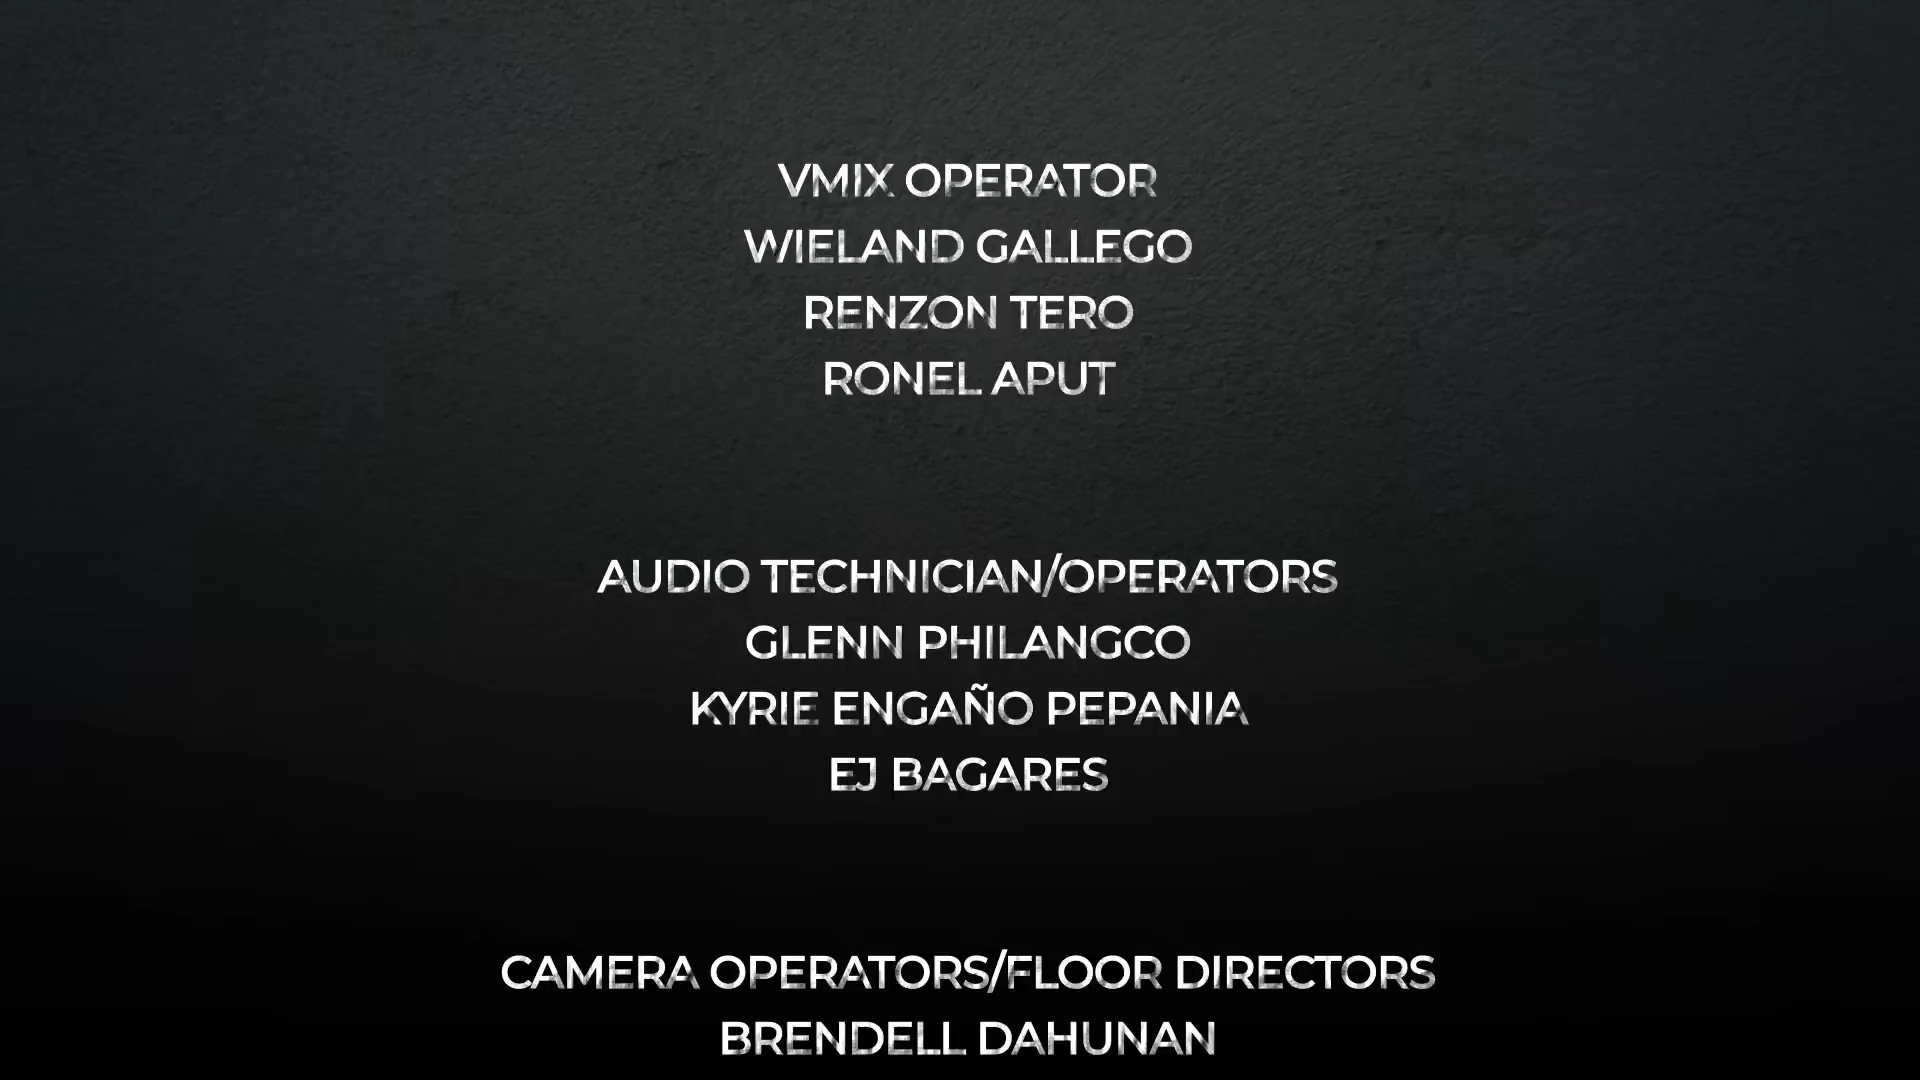 VMIX OPERATOR
WIELAND GALLEGO
RENZON TERO
RONEL APUT
AUDIO TECHNICIAN/OPERATORS
GLENN PHILANGCO
KYRIE ENGAÑO PEPANIA
EJ BAGARES
CAMERA OPERATORS/FLOOR DIRECTORS
BRENDELL DAHUNAN